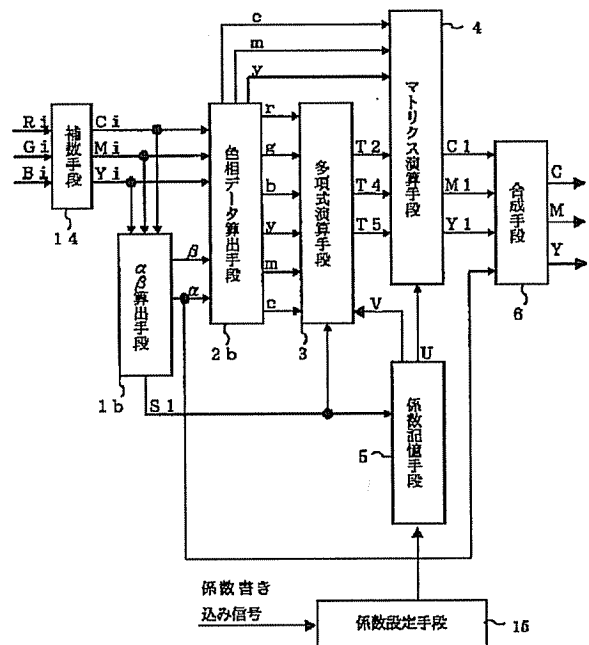 c
m
y
4
マトリクス演算手段
Ri
Gi
Bi
補数手段
14
Ci
Mi
Yi
色相データ算出手段
2b
r
g
b
y
m
c
多項式演算手段
3
T2
T4
T5
C1
M1
Y1
合成手段
6
C
M
Y
αβ算出手段
1b
β
α
S1
V
U
係数記憶手段
5
係数書き
込み信号
係数設定手段
15